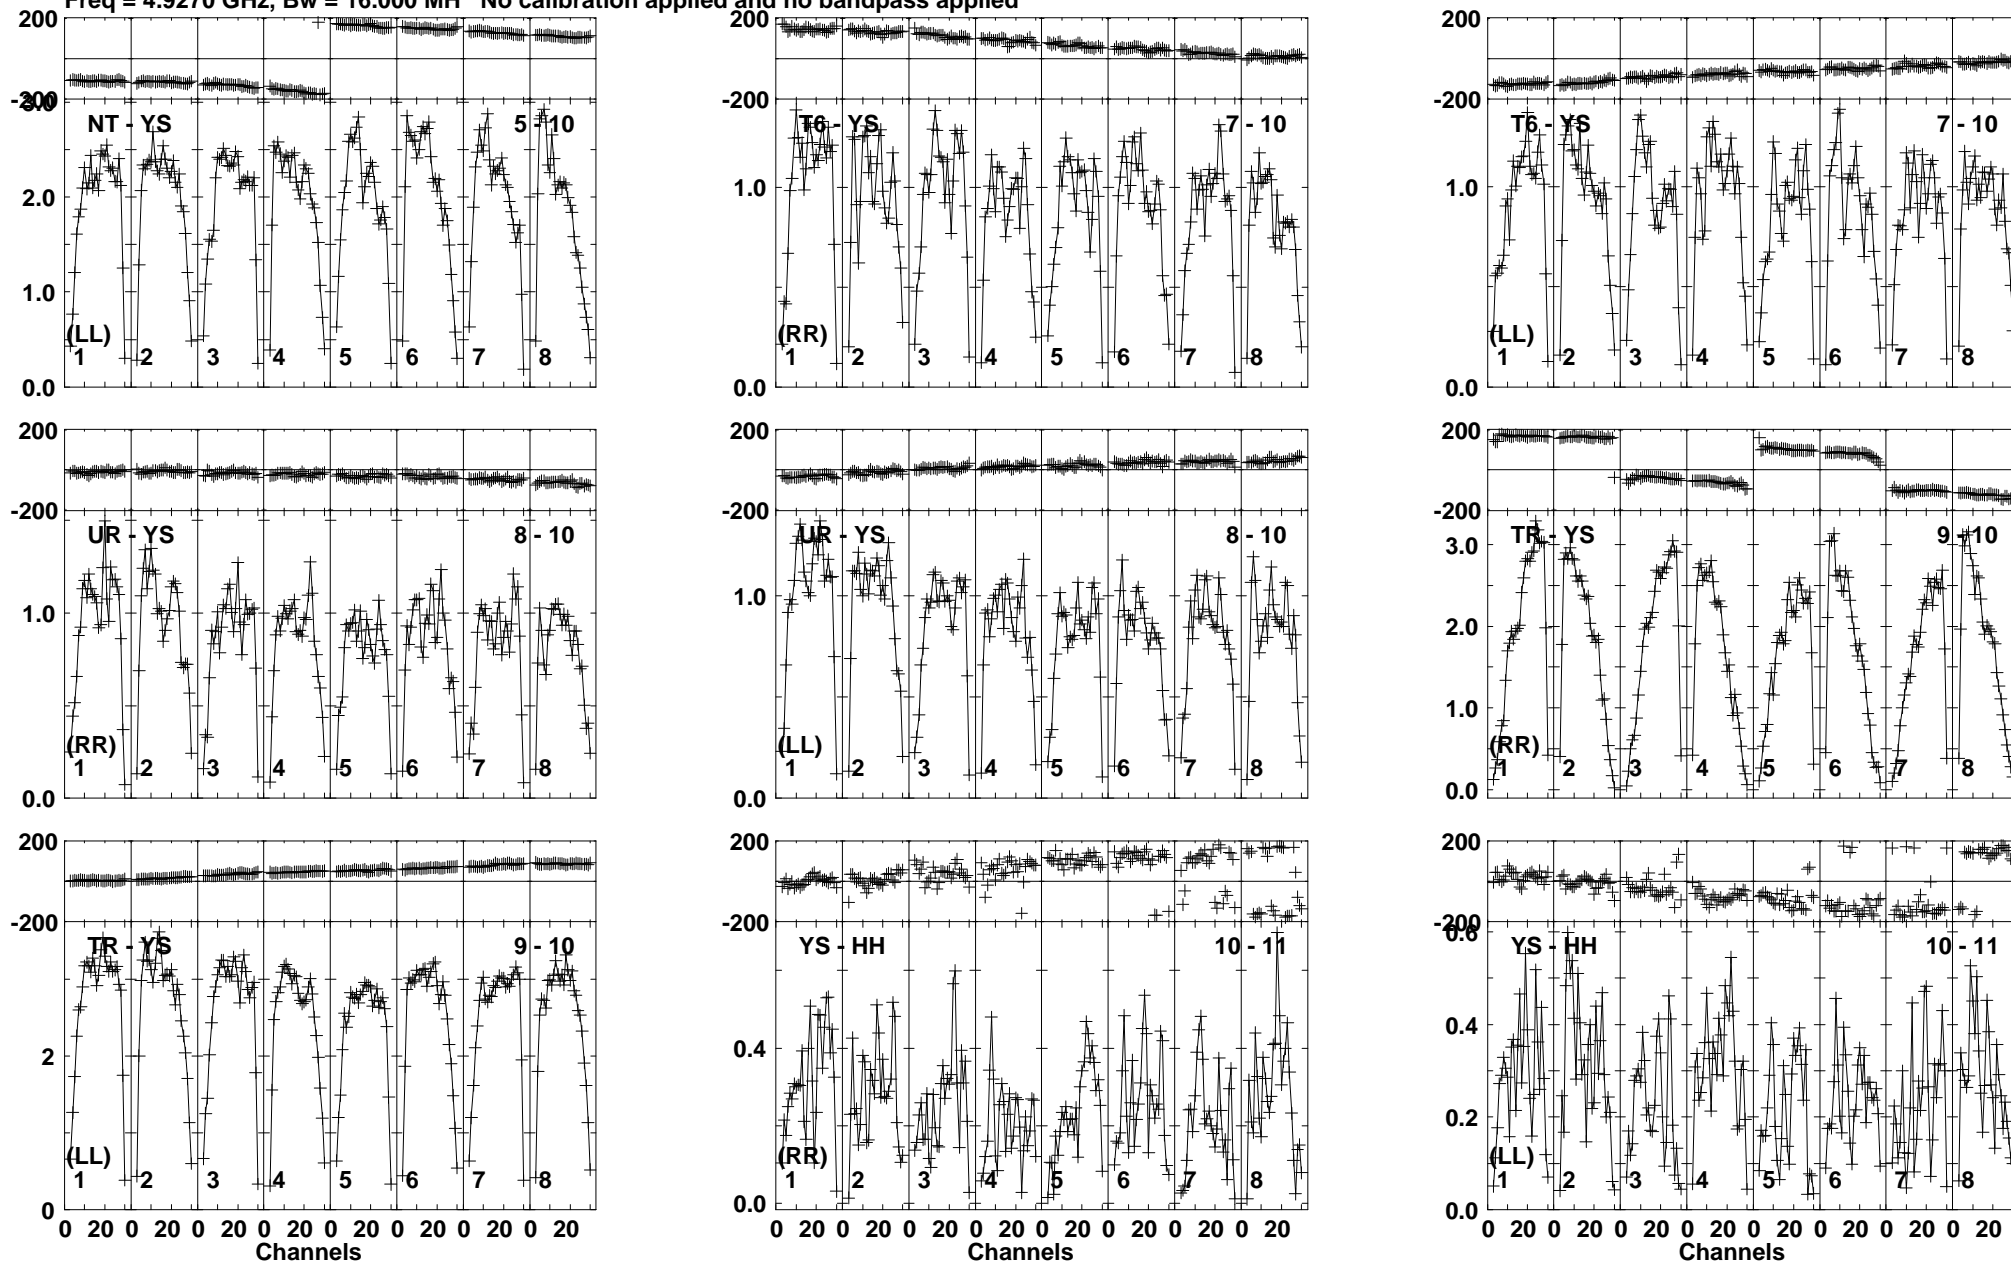 Freq = 4.9270 GHz, Bw = 16.000 MH No calibration applied and no bandpass applied
200 200 200
-200 -200 -200
3.0
NT - YS 5 - 10 T6 - YS 7 - 10 T6 - YS 7 - 10
2.0 1.0 1.0
1.0
(LL) (RR) (LL)
1 2 3 4 5 6 7 8 1 2 3 4 5 6 7 8 1 2 3 4 5 6 7 8
0.0 0.0 0.0
200 200 200
-200 -200 -200
UR - YS 8 - 10 UR - YS 8 - 10 TR - YS 9 - 10
3.0
1.0 1.0 2.0
1.0
(RR) (LL) (RR)
1 2 3 4 5 6 7 8 1 2 3 4 5 6 7 8 1 2 3 4 5 6 7 8
0.0 0.0 0.0
200 200 200
-200 -200 -200
0.6
TR - YS 9 - 10 YS - HH 10 - 11 YS - HH 10 - 11
2 0.4 0.4
0.2
(LL) (RR) (LL)
1 2 3 4 5 6 7 8 1 2 3 4 5 6 7 8 1 2 3 4 5 6 7 8
0 0.0 0.0
0 20 0 20 0 20 0 20 0 20 0 20 0 20 0 20 0 20 0 20 0 20 0 20 0 20 0 20 0 20 0 20 0 20 0 20 0 20 0 20 0 20 0 20 0 20 0 20
Channels Channels Channels